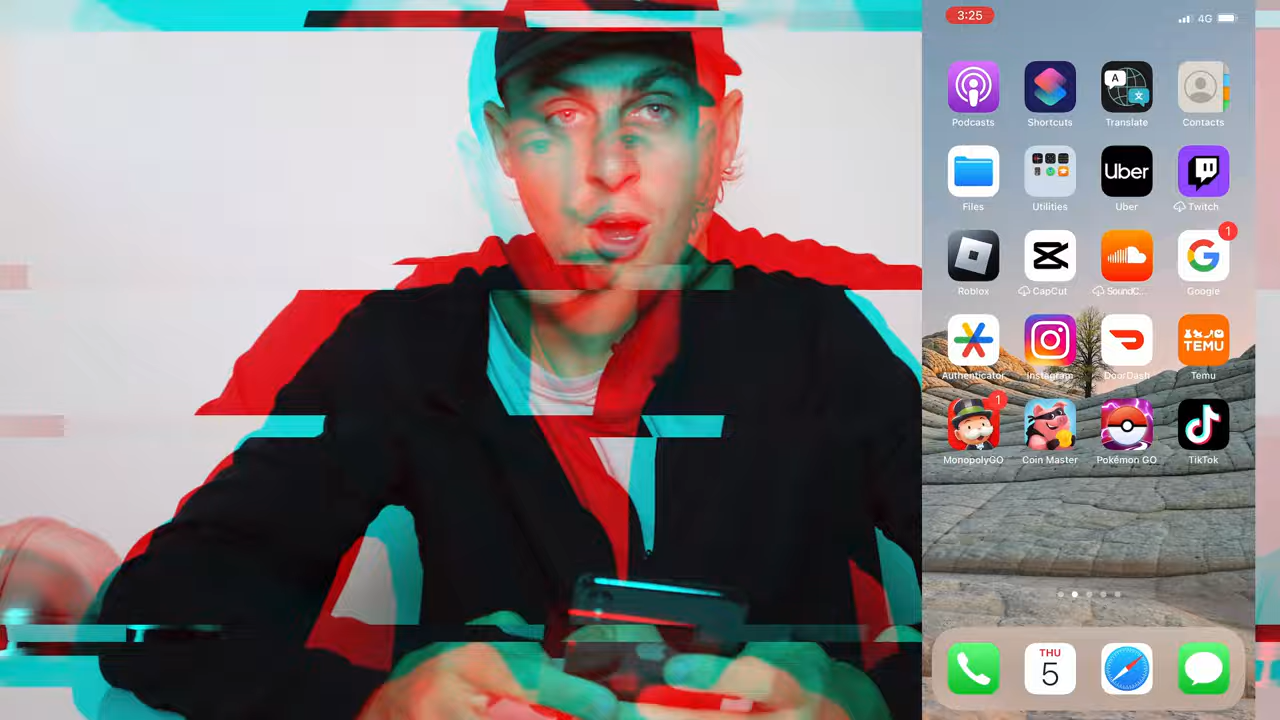 3:25
4G
A
文
Podcasts
Shortcuts
Translate
Contacts
Uber
Files
Utilities
Uber
Twitch
1
Roblox
CapCut
SoundC...
Google
TEMU
Authenticator
Instagram
DoorDash
Temu
1
MonopolyGO
Coin Master
Pokémon GO
TikTok
THU
5